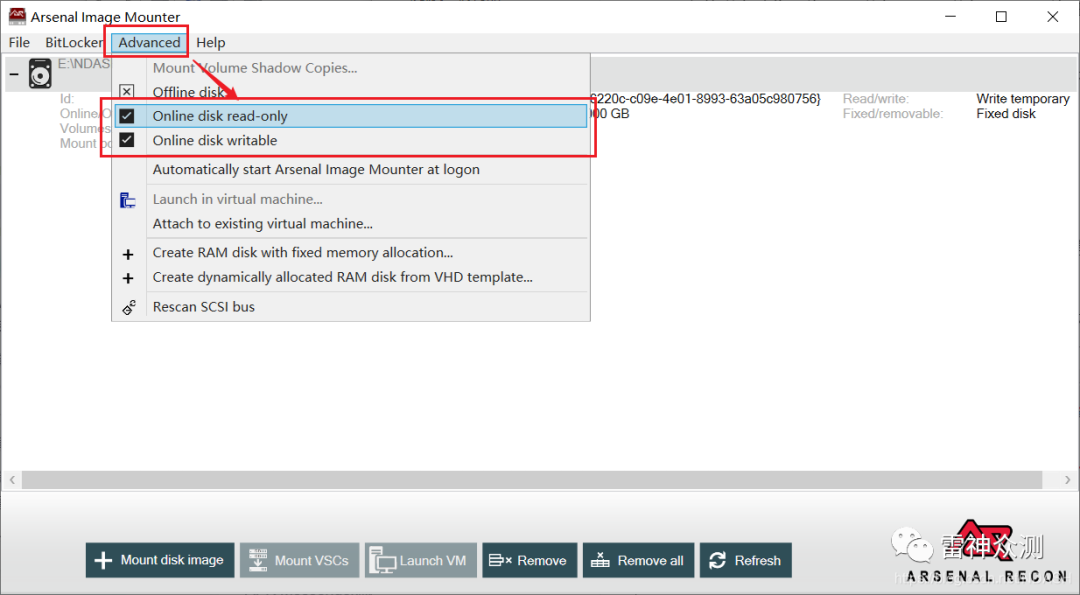 Arsenal Image Mounter
File BitLocker Advanced Help
E:\NDAS
Mount Volume Shadow Copies...
Offline disk
Id: 6220c-c09e-4e01-8993-63a05c980756} Read/write: Write temporary
Online disk read-only
Online/O 00 GB Fixed/removable: Fixed disk
Volumes
Online disk writable
Mount po
Automatically start Arsenal Image Mounter at logon
Launch in virtual machine...
Attach to existing virtual machine...
Create RAM disk with fixed memory allocation...
Create dynamically allocated RAM disk from VHD template...
Rescan SCSI bus
Mount disk image Mount VSCs Launch VM Remove Remove all Refresh
雷神众测
ARSENAL RECON